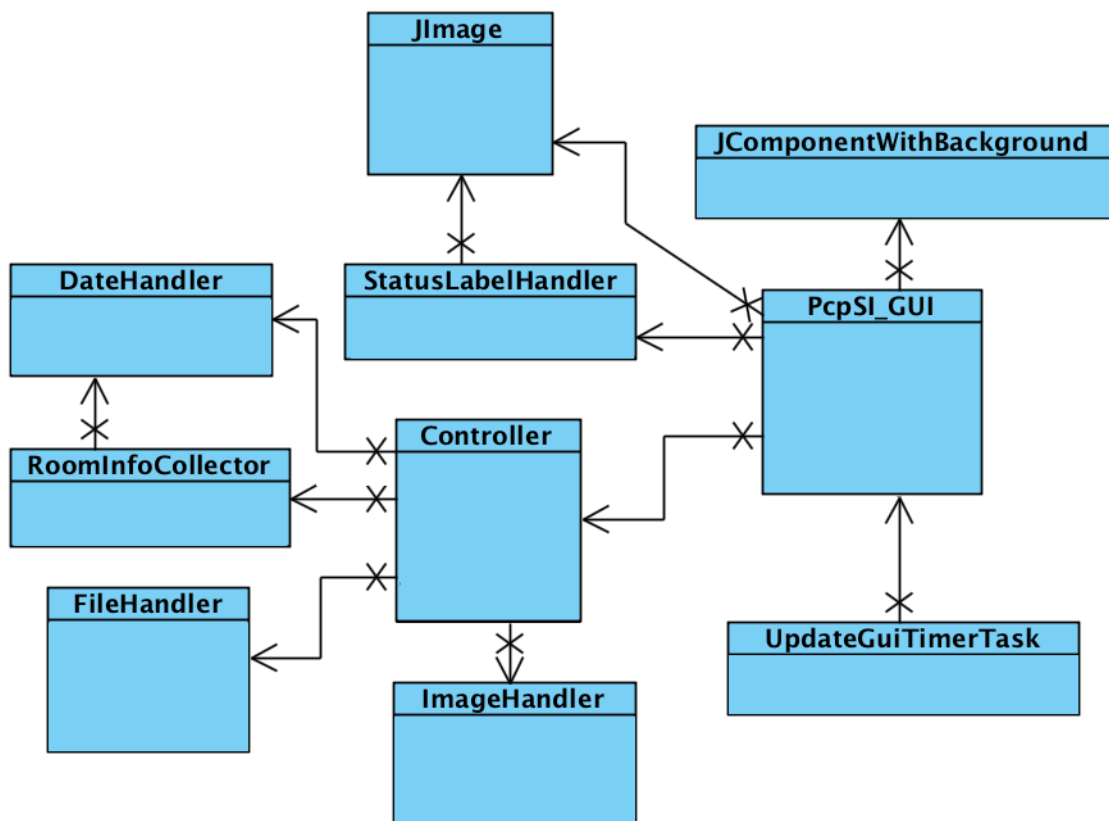 JImage
JComponentWithBackground
DateHandler
StatusLabelHandler
PcpSI_GUI
Controller
RoomInfoCollector
FileHandler
UpdateGuiTimerTask
ImageHandler